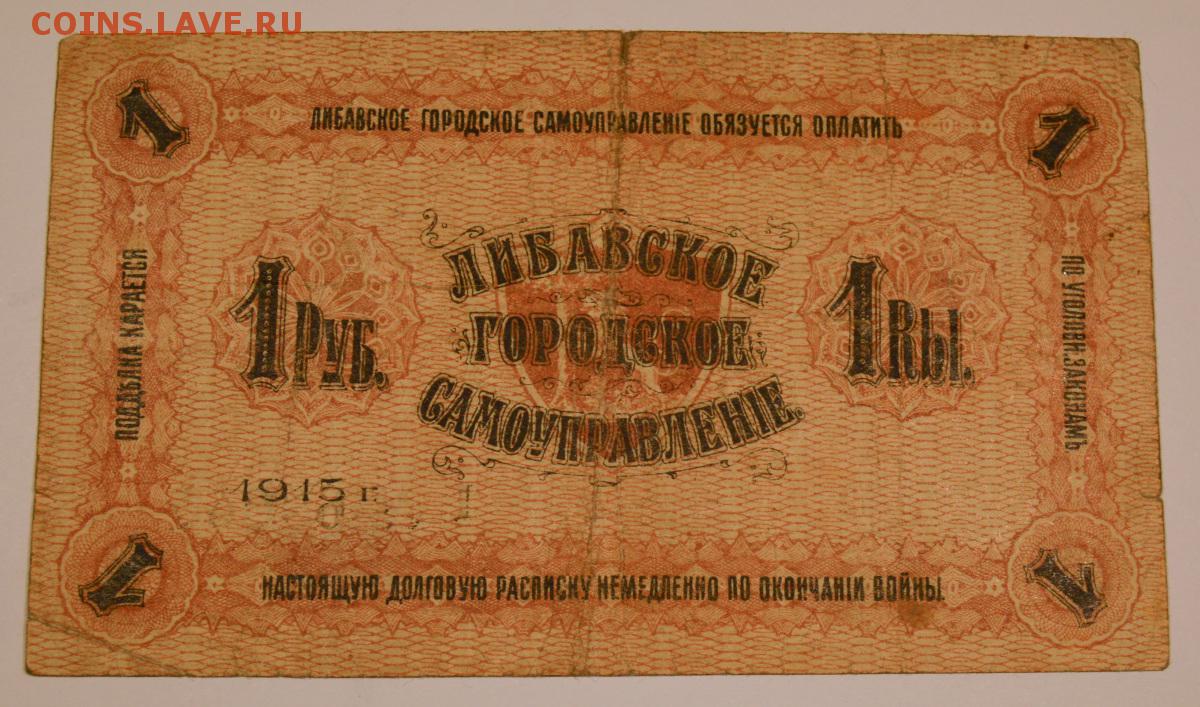 COINS.LAVE.RU
1
1
ЛИБАВСКОЕ ГОРОДСКОЕ САМОУПРАВЛЕНІЕ ОБЯЗУЕТСЯ ОПЛАТИТЬ
ПОДДѢЛКА КАРАЕТСЯ
1 РУБ.
ЛИБАВСКОЕ
ГОРОДСКОЕ
САМОУПРАВЛЕНІЕ.
1 RBL.
ПО УГОЛОВ. ЗАКОНАМЪ
1915 г.
1
1
НАСТОЯЩУЮ ДОЛГОВУЮ РАСПИСКУ НЕМЕДЛЕННО ПО ОКОНЧАНІИ ВОЙНЫ.